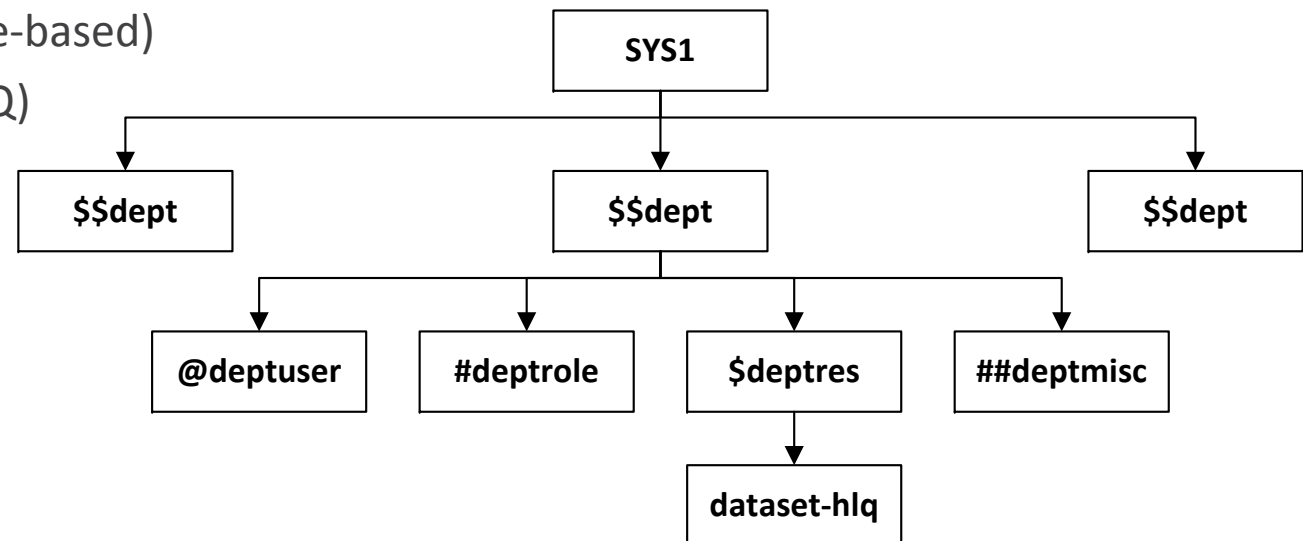 e-based)
Q)
SYS1
$$dept $$dept $$dept
@deptuser #deptrole $deptres ##deptmisc
dataset-hlq